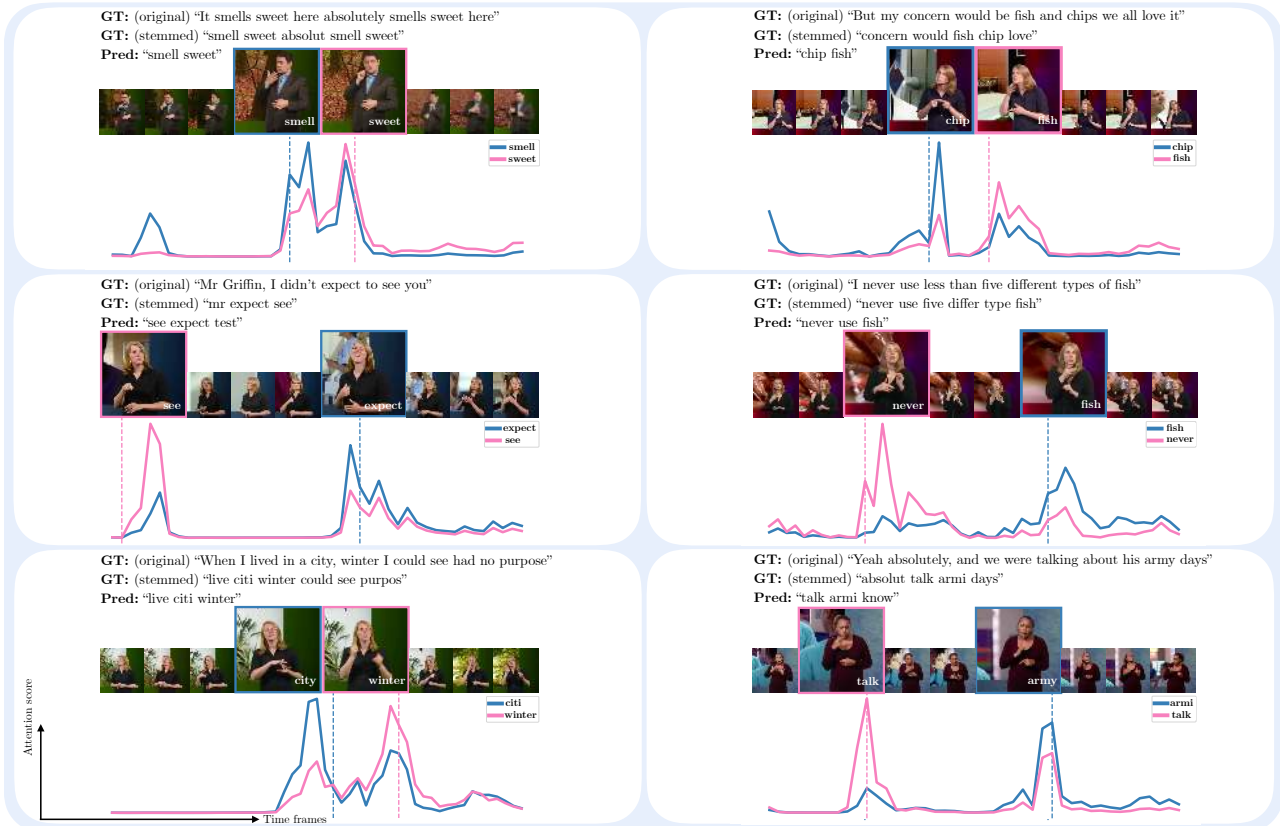 GT: (original) “It smells sweet here absolutely smells sweet here”
GT: (stemmed) “smell sweet absolut smell sweet”
Pred: “smell sweet”
smell
sweet
smell
sweet
GT: (original) “But my concern would be fish and chips we all love it”
GT: (stemmed) “concern would fish chip love”
Pred: “chip fish”
chip
fish
chip
fish
GT: (original) “Mr Griffin, I didn’t expect to see you”
GT: (stemmed) “mr expect see”
Pred: “see expect test”
see
expect
expect
see
GT: (original) “I never use less than five different types of fish”
GT: (stemmed) “never use five differ type fish”
Pred: “never use fish”
never
fish
fish
never
GT: (original) “When I lived in a city, winter I could see had no purpose”
GT: (stemmed) “live citi winter could see purpos”
Pred: “live citi winter”
city
winter
citi
winter
Attention score
Time frames
GT: (original) “Yeah absolutely, and we were talking about his army days”
GT: (stemmed) “absolut talk armi days”
Pred: “talk armi know”
talk
army
armi
talk